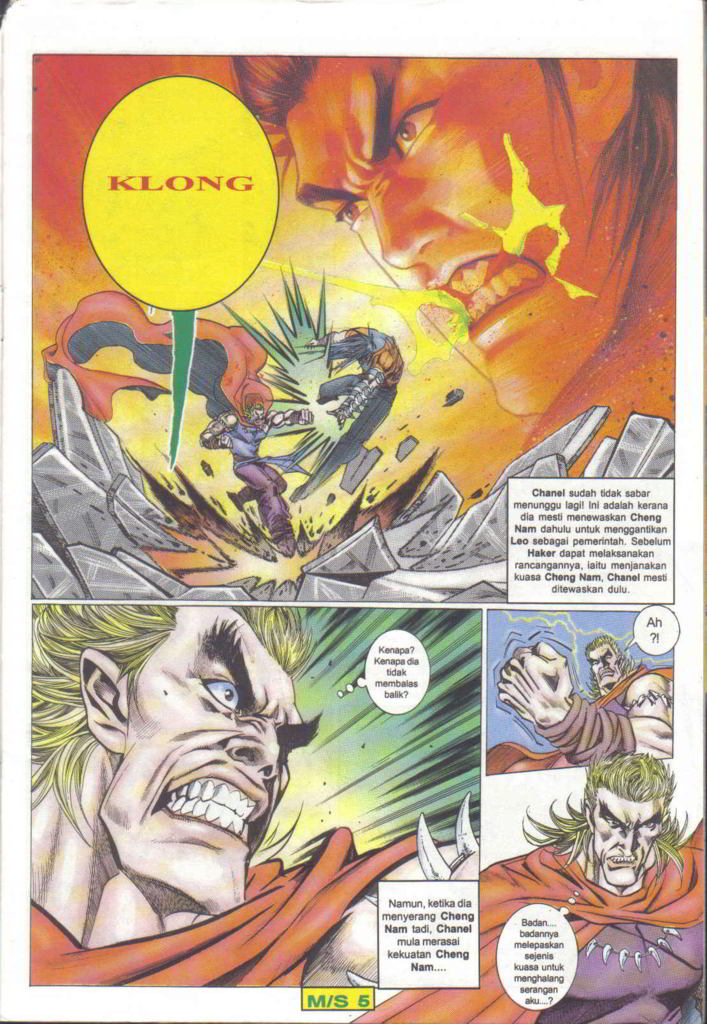 KLONG
Chanel sudah tidak sabar
menunggu lagi! Ini adalah kerana
dia mesti menewaskan Cheng
Nam dahulu untuk menggantikan
Leo sebagai pemerintah. Sebelum
Haker dapat melaksanakan
rancangannya, iaitu menjanakan
kuasa Cheng Nam, Chanel mesti
ditewaskan dulu.
Kenapa?
Kenapa dia
tidak
membalas
balik?
Ah
?!
Namun, ketika dia
menyerang Cheng
Nam tadi, Chanel
mula merasai
kekuatan Cheng
Nam....
Badan....
badannya
melepaskan
sejenis
kuasa untuk
menghalang
serangan
aku....?
M/S 5